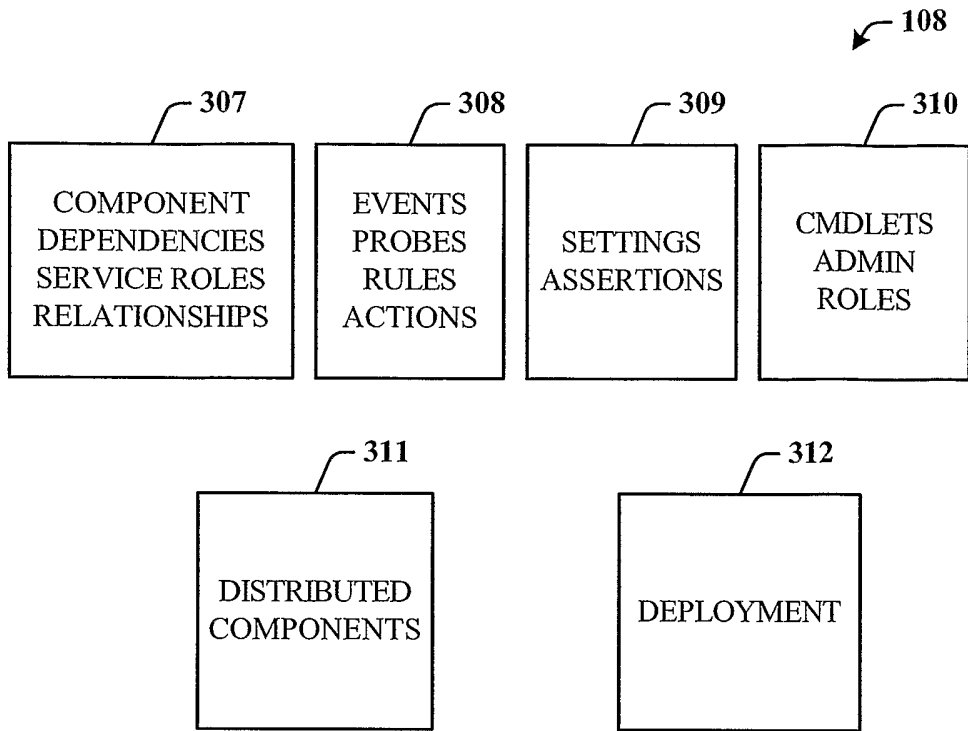 108
307
308
309
310
COMPONENT
DEPENDENCIES
SERVICE ROLES
RELATIONSHIPS
EVENTS
PROBES
RULES
ACTIONS
SETTINGS
ASSERTIONS
CMDLETS
ADMIN
ROLES
311
312
DISTRIBUTED
COMPONENTS
DEPLOYMENT